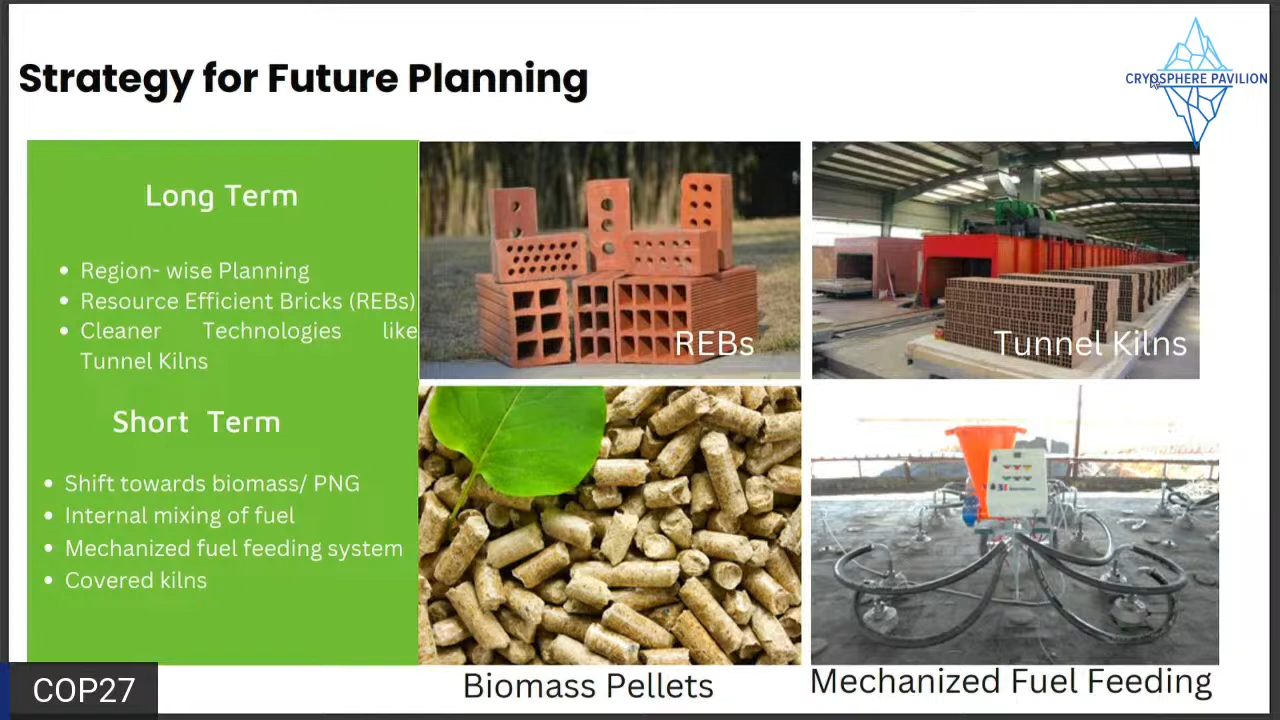 Strategy for Future Planning
CRYOSPHERE PAVILION
Long Term
• Region- wise Planning
• Resource Efficient Bricks (REBs)
• Cleaner Technologies like
Tunnel Kilns
Short Term
• Shift towards biomass/ PNG
• Internal mixing of fuel
• Mechanized fuel feeding system
• Covered kilns
REBs
Tunnel Kilns
Biomass Pellets
Mechanized Fuel Feeding
COP27